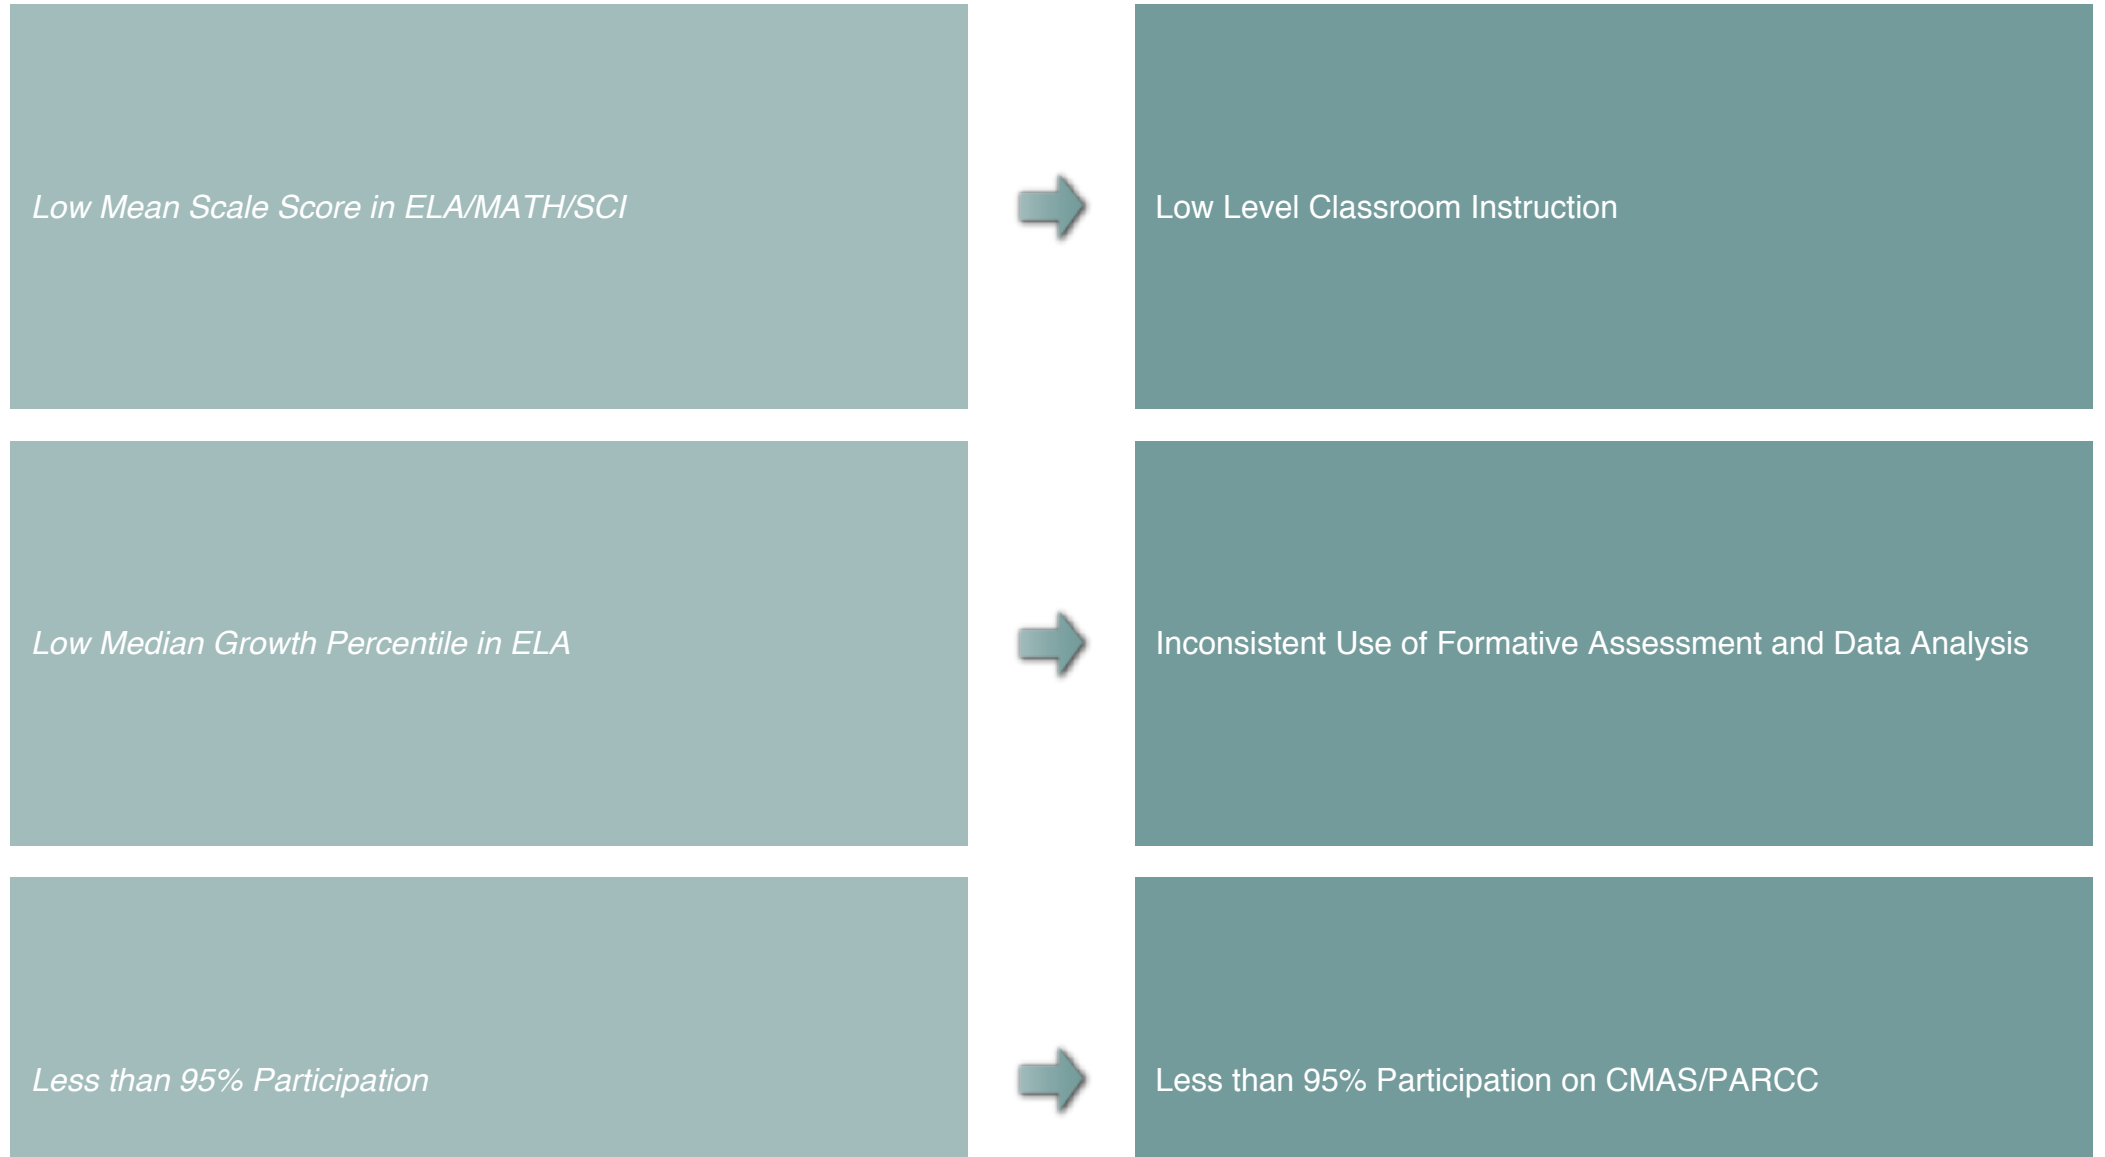 Low Mean Scale Score in ELA/MATH/SCI
Low Level Classroom Instruction
Low Median Growth Percentile in ELA
Inconsistent Use of Formative Assessment and Data Analysis
Less than 95% Participation
Less than 95% Participation on CMAS/PARCC